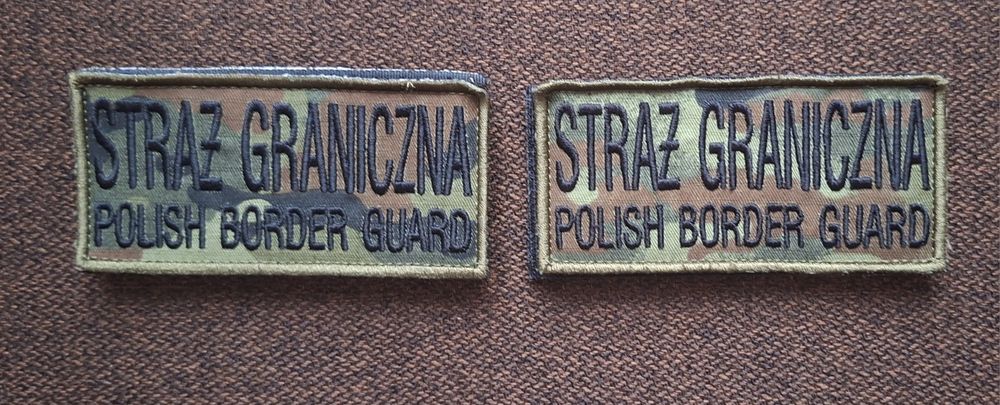 STRAŻ GRANICZNA
POLISH BORDER GUARD
STRAŻ GRANICZNA
POLISH BORDER GUARD